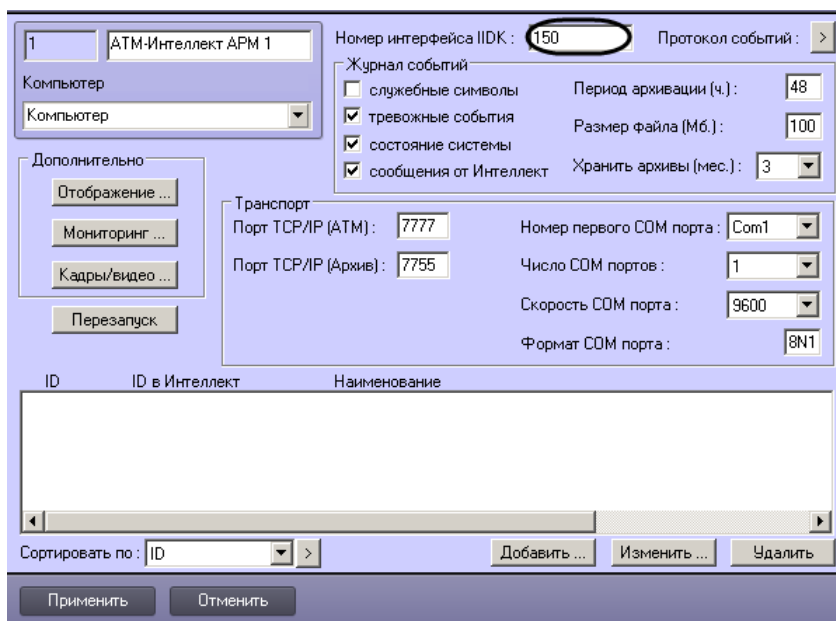 1 АТМ-Интеллект АРМ 1
Номер интерфейса IIDK : 150 Протокол событий : >
Компьютер
Компьютер
Журнал событий
служебные символы Период архивации (ч.) : 48
тревожные события Размер файла (Мб.) : 100
состояние системы
сообщения от Интеллект Хранить архивы (мес.) : 3
Дополнительно
Отображение ...
Мониторинг ...
Кадры/видео ...
Перезапуск
Транспорт
Порт TCP/IP (АТМ) : 7777 Номер первого COM порта : Com1
Порт TCP/IP (Архив) : 7755 Число COM портов : 1
Скорость COM порта : 9600
Формат COM порта : 8N1
ID ID в Интеллект Наименование
Сортировать по : ID > Добавить ... Изменить ... Удалить
Применить Отменить